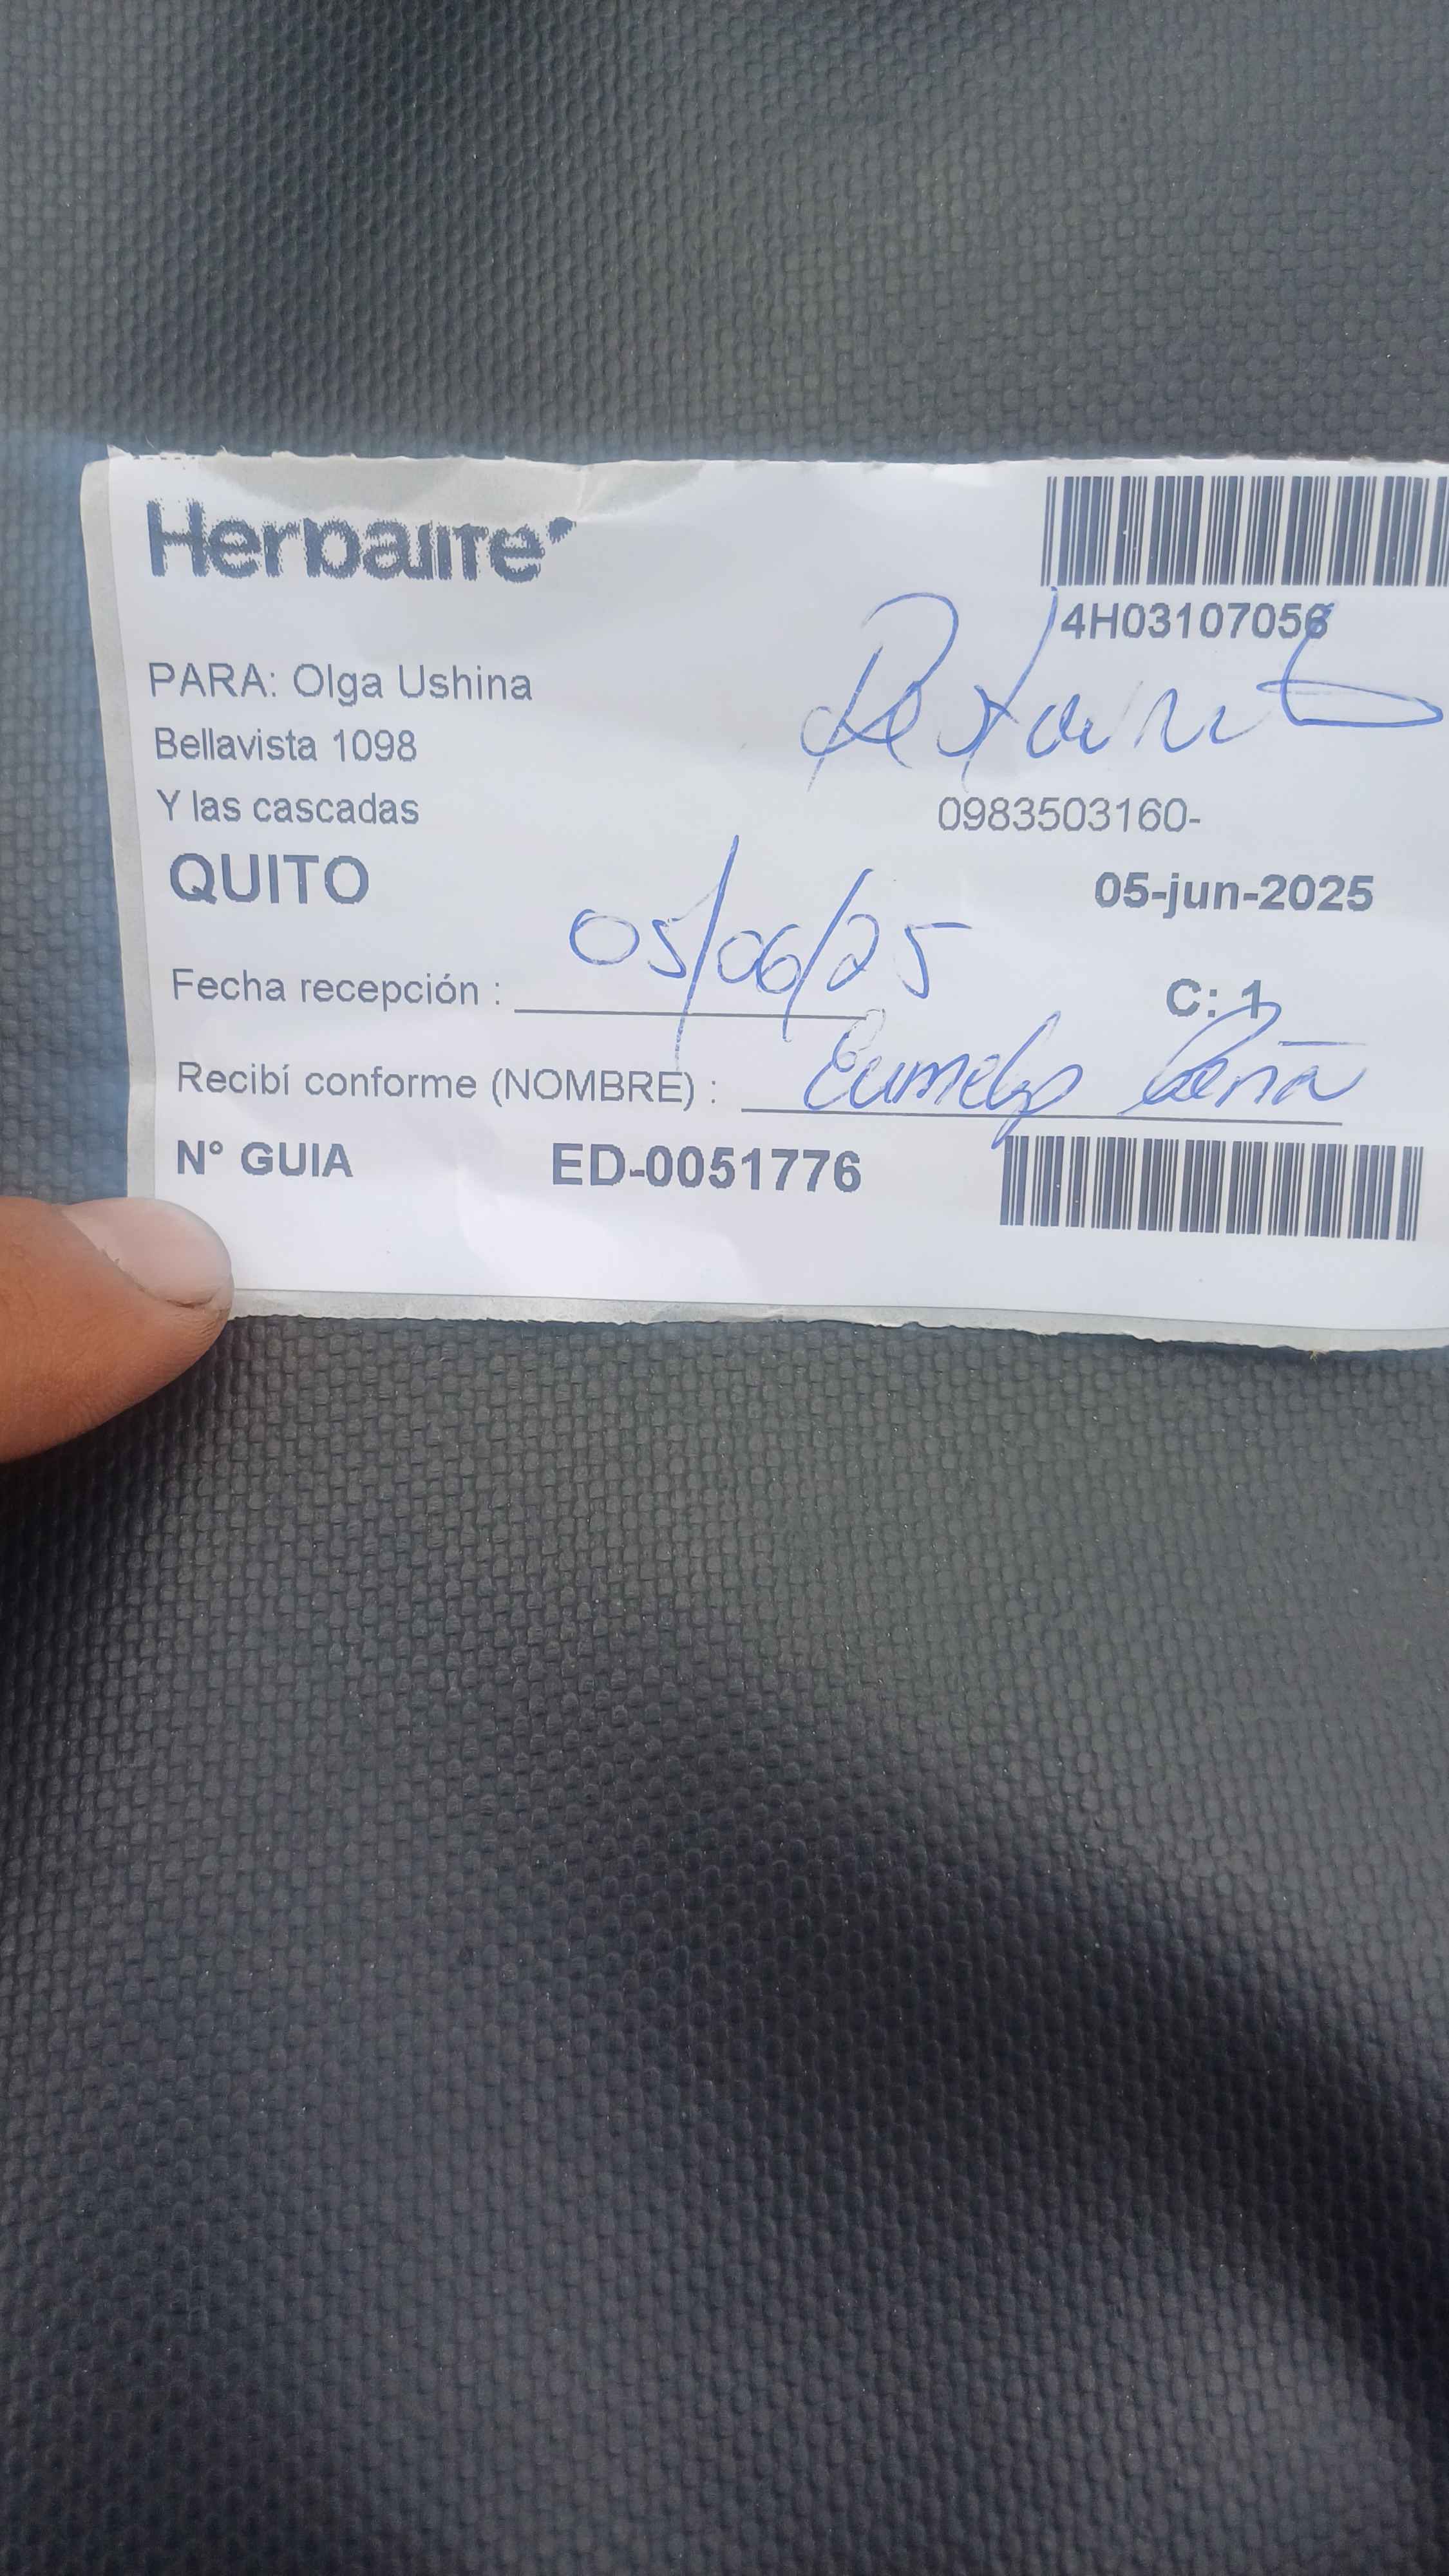 Herbalife
4H03107056
PARA: Olga Ushina
Bellavista 1098
Y las cascadas
0983503160-
QUITO
05-jun-2025
Fecha recepción : 05/06/25
C: 1
Recibí conforme (NOMBRE) : Peña
N° GUIA ED-0051776